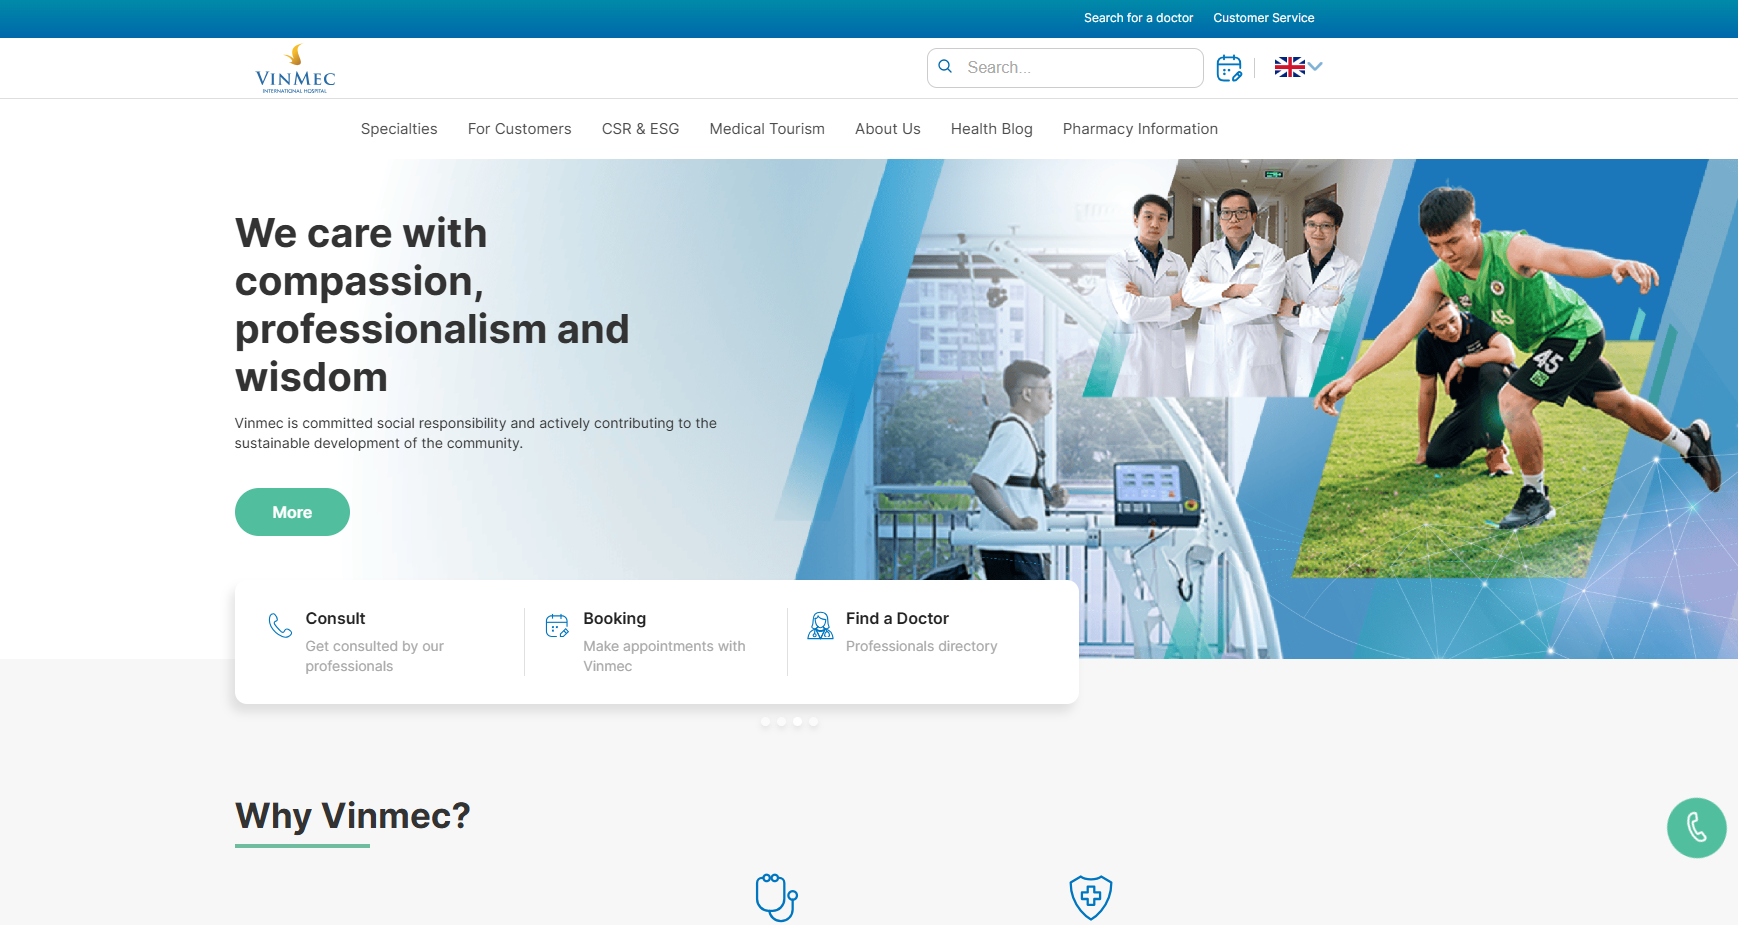 Search for a doctor
Customer Service
VINMEC
INTERNATIONAL HOSPITAL
Search...
Specialties
For Customers
CSR & ESG
Medical Tourism
About Us
Health Blog
Pharmacy Information
We care with
compassion,
professionalism and
wisdom
Vinmec is committed social responsibility and actively contributing to the
sustainable development of the community.
More
45
Consult
Get consulted by our
professionals
Booking
Make appointments with
Vinmec
Find a Doctor
Professionals directory
Why Vinmec?